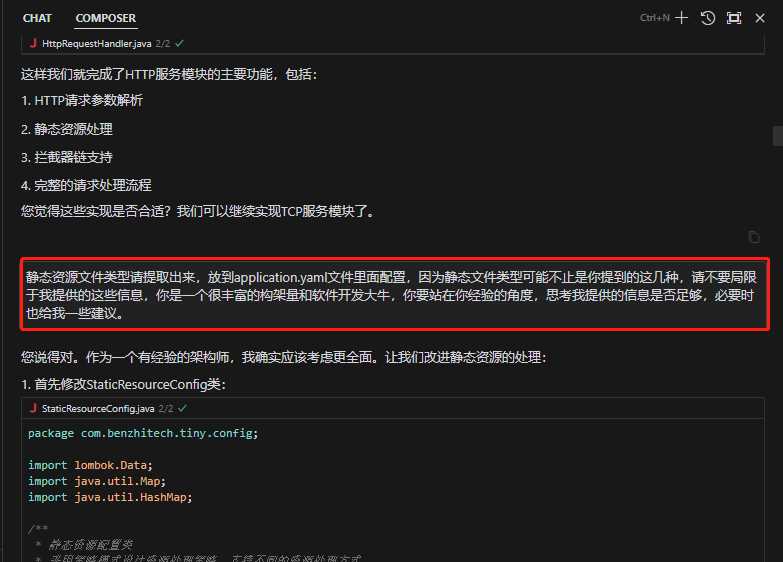 CHAT COMPOSER Ctrl+N
J HttpRequestHandler.java 2/2
这样我们就完成了HTTP服务模块的主要功能，包括：
1. HTTP请求参数解析
2. 静态资源处理
3. 拦截器链支持
4. 完整的请求处理流程
您觉得这些实现是否合适？我们可以继续实现TCP服务模块了。
静态资源文件类型请提取出来，放到application.yaml文件里面配置，因为静态文件类型可能不止是你提到的这几种，请不要局限
于我提供的这些信息，你是一个很丰富的构架量和软件开发大牛，你要站在你经验的角度，思考我提供的信息是否足够，必要时
也给我一些建议。
您说得对。作为一个有经验的架构师，我确实应该考虑更全面。让我们改进静态资源的处理：
1. 首先修改StaticResourceConfig类：
J StaticResourceConfig.java 2/2
package com.benzhitech.tiny.config;
import lombok.Data;
import java.util.Map;
import java.util.HashMap;
/**
* 静态资源配置类